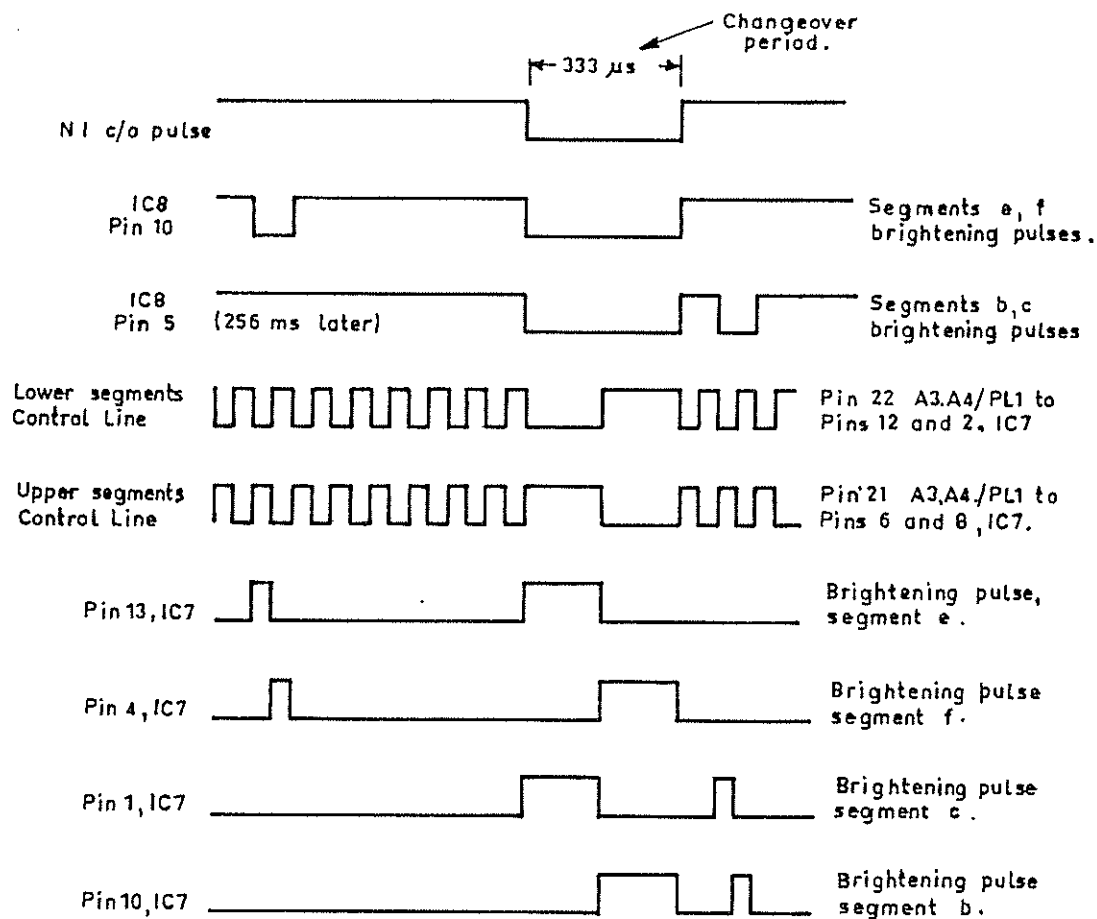 Changeover
period.
333 µs
N1 c/o pulse
IC8
Pin 10
Segments e, f
brightening pulses.
IC8
Pin 5
(256 ms later)
Segments b,c
brightening pulses
Lower segments
Control Line
Pin 22 A3.A4/PL1 to
Pins 12 and 2, IC7
Upper segments
Control Line
Pin 21 A3,A4./PL1 to
Pins 6 and 8, IC7.
Pin 13, IC7
Brightening pulse,
segment e.
Pin 4, IC7
Brightening pulse
segment f.
Pin 1, IC7
Brightening pulse
segment c.
Pin 10, IC7
Brightening pulse
segment b.